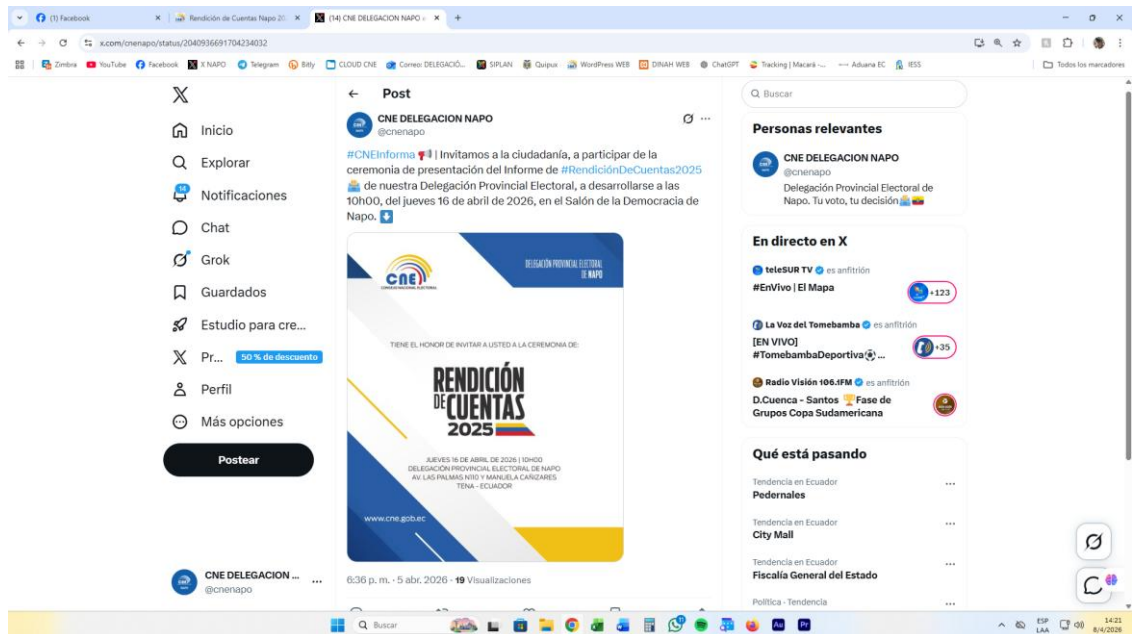 (1) Facebook
Rendición de Cuentas Napo 20
(14) CNE DELEGACION NAPO
x.com/cnenapo/status/2040936691704234032
Zimbra YouTube Facebook X NAPO Telegram Bitly CLOUD CNE Correo: DELEGACIÓ... SIPLAN Quipux WordPress WEB DINAH WEB ChatGPT Tracking | Macará -... Aduana EC IESS Todos los marcadores
Inicio
Explorar
14
Notificaciones
Chat
Grok
Guardados
Estudio para cre...
Pr... 50 % de descuento
Perfil
Más opciones
Postear
CNE DELEGACION ...
@cnenapo
Post
CNE DELEGACION NAPO
@cnenapo
#CNEInforma | Invitamos a la ciudadanía, a participar de la
ceremonia de presentación del Informe de #RendiciónDeCuentas2025
de nuestra Delegación Provincial Electoral, a desarrollarse a las
10h00, del jueves 16 de abril de 2026, en el Salón de la Democracia de
Napo.
CNE
CONSEJO NACIONAL ELECTORAL
DELEGACIÓN PROVINCIAL ELECTORAL
DE NAPO
TIENE EL HONOR DE INVITAR A USTED A LA CEREMONIA DE:
RENDICIÓN
DE CUENTAS
2025
JUEVES 16 DE ABRIL DE 2026 | 10H00
DELEGACIÓN PROVINCIAL ELECTORAL DE NAPO
AV. LAS PALMAS N110 Y MANUELA CAÑIZARES
TENA - ECUADOR
www.cne.gob.ec
6:36 p. m. · 5 abr. 2026 · 19 Visualizaciones
Buscar
Personas relevantes
CNE DELEGACION NAPO
@cnenapo
Delegación Provincial Electoral de
Napo. Tu voto, tu decisión
En directo en X
teleSUR TV es anfitrión
#EnVivo | El Mapa
+123
La Voz del Tomebamba es anfitrión
[EN VIVO]
#TomebambaDeportiva ...
+35
Radio Visión 106.1FM es anfitrión
D.Cuenca - Santos Fase de
Grupos Copa Sudamericana
Qué está pasando
Tendencia en Ecuador
Pedernales
Tendencia en Ecuador
City Mall
Tendencia en Ecuador
Fiscalía General del Estado
Política · Tendencia
Buscar
ESP
LAA
14:21
8/4/2026